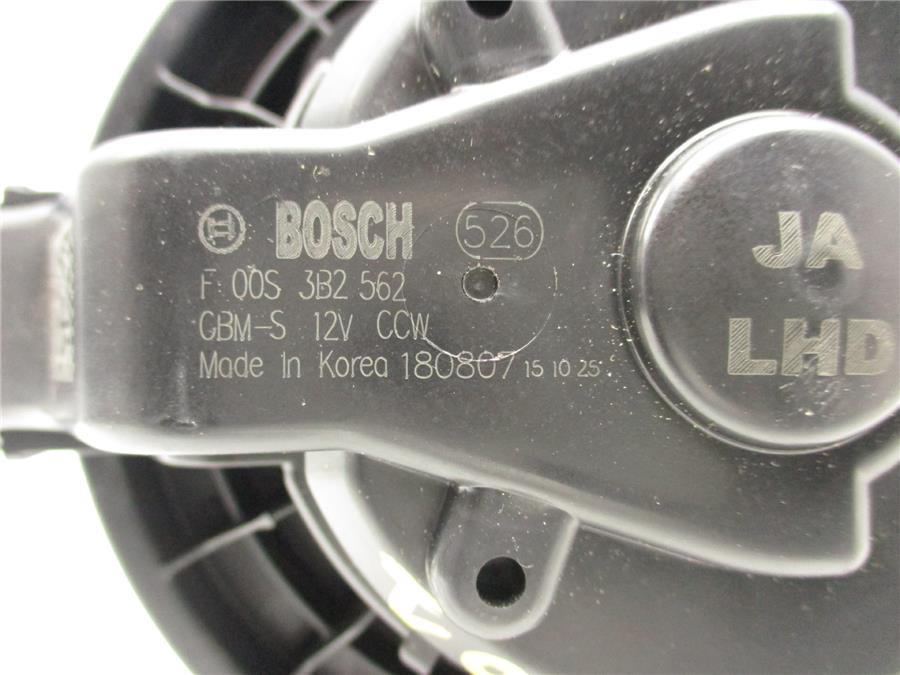 BOSCH 526
F 00S 3B2 562
GBM-S 12V CCW
Made In Korea 180807 15 10 25
JA
LHD